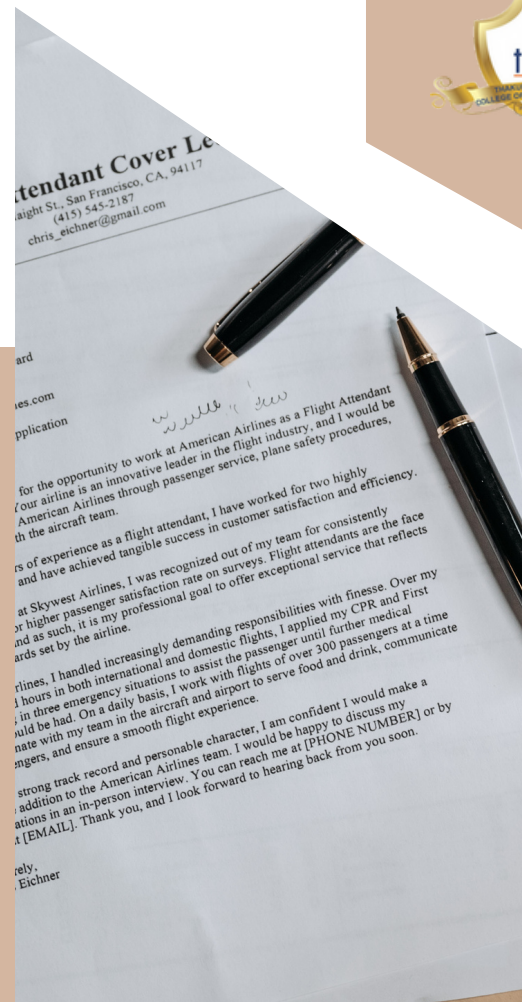 t
THAKU
COLLEGE OF
ttendant Cover Le
aight St., San Francisco, CA, 94117
(415) 545-2187
chris_eichner@gmail.com
ard
es.com
pplication
for the opportunity to work at American Airlines as a Flight Attendant
Your airline is an innovative leader in the flight industry, and I would be
American Airlines through passenger service, plane safety procedures,
th the aircraft team.
rs of experience as a flight attendant, I have worked for two highly
and have achieved tangible success in customer satisfaction and efficiency.
at Skywest Airlines, I was recognized out of my team for consistently
or higher passenger satisfaction rate on surveys. Flight attendants are the face
nd as such, it is my professional goal to offer exceptional service that reflects
ards set by the airline.
rlines, I handled increasingly demanding responsibilities with finesse. Over my
d hours in both international and domestic flights, I applied my CPR and First
s in three emergency situations to assist the passenger until further medical
ould be had. On a daily basis, I work with flights of over 300 passengers at a time
nate with my team in the aircraft and airport to serve food and drink, communicate
engers, and ensure a smooth flight experience.
strong track record and personable character, I am confident I would make a
addition to the American Airlines team. I would be happy to discuss my
ations in an in-person interview. You can reach me at [PHONE NUMBER] or by
t [EMAIL]. Thank you, and I look forward to hearing back from you soon.
rely,
Eichner